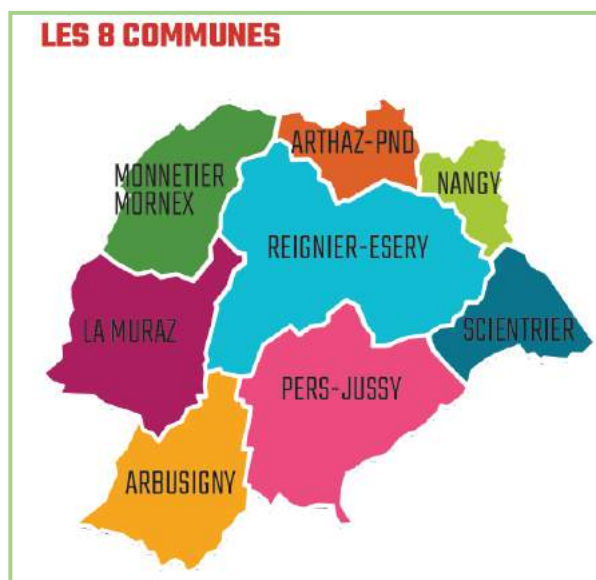 LES 8 COMMUNES
ARTHAZ-PND
MONNETIER
MORNEX
NANGY
REIGNIER-ESERY
LA MURAZ
SCIENTRIER
PERS-JUSSY
ARBUSIGNY